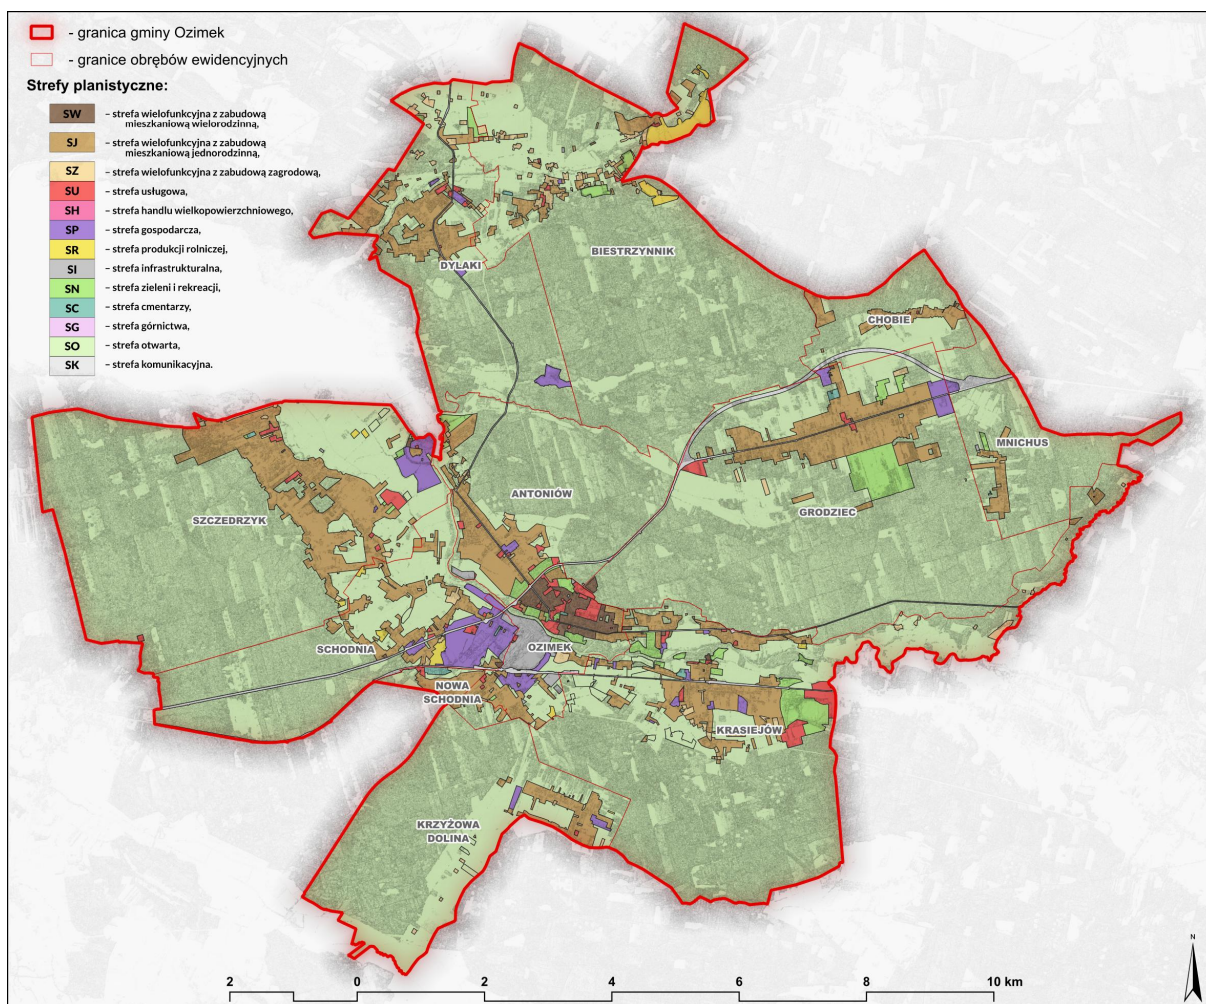 - granica gminy Ozimek
- granice obrębów ewidencyjnych
Strefy planistyczne:
SW – strefa wielofunkcyjna z zabudową
mieszkaniową wielorodzinną,
SJ – strefa wielofunkcyjna z zabudową
mieszkaniową jednorodzinną,
SZ – strefa wielofunkcyjna z zabudową zagrodową,
SU – strefa usługowa,
SH – strefa handlu wielkopowierzchniowego,
SP – strefa gospodarcza,
SR – strefa produkcji rolniczej,
SI – strefa infrastrukturalna,
SN – strefa zieleni i rekreacji,
SC – strefa cmentarzy,
SG – strefa górnictwa,
SO – strefa otwarta,
SK – strefa komunikacyjna.
BIESTRZYNNIK
DYLAKI
CHOBIE
MNICHUS
ANTONIÓW
GRODZIEC
SZCZEDRZYK
SCHODNIA
OZIMEK
NOWA
SCHODNIA
KRASIEJÓW
KRZYŻOWA
DOLINA
N
2 0 2 4 6 8 10 km